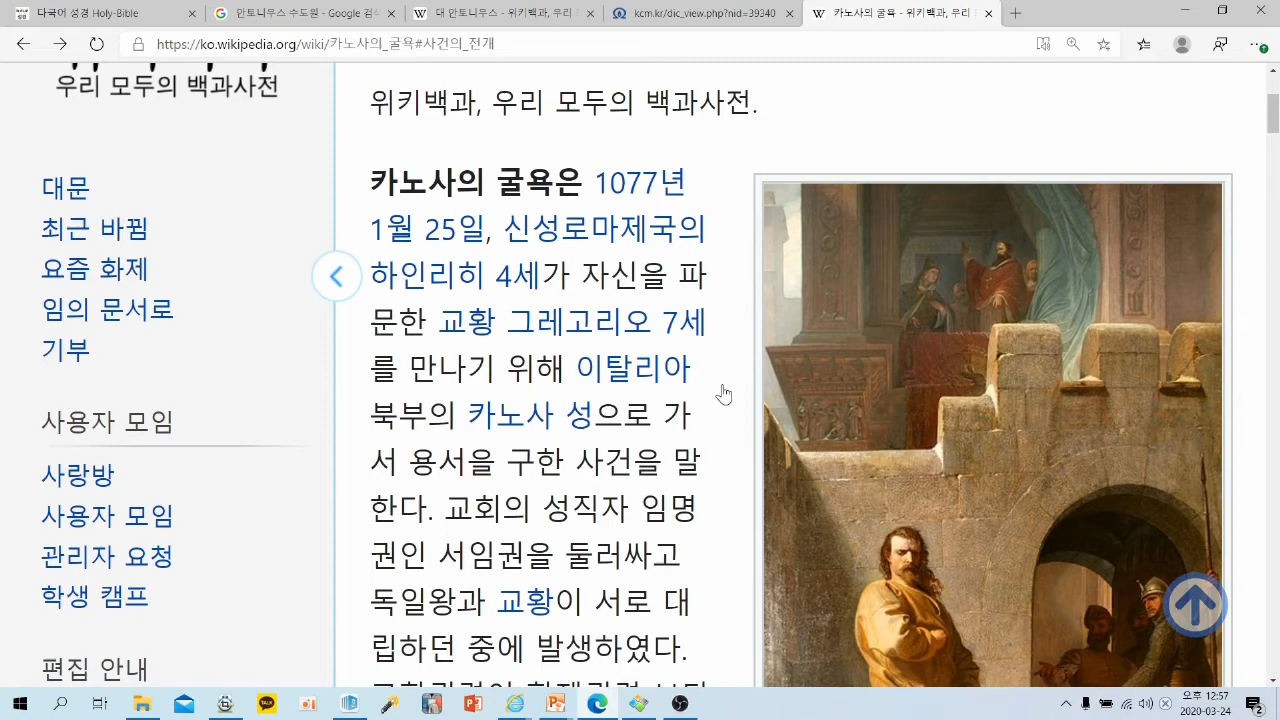 다국어 성경 Holy-Bible
안토니우스 수도원 - Google 검색
대 안토니우스 - 위키백과, 우리
kcm.kr/dic_view.php?nid=39340
카노사의 굴욕 - 위키백과, 우리
https://ko.wikipedia.org/wiki/카노사의_굴욕#사건의_전개
우리 모두의 백과사전
대문
최근 바뀜
요즘 화제
임의 문서로
기부
사용자 모임
사랑방
사용자 모임
관리자 요청
학생 캠프
편집 안내
위키백과, 우리 모두의 백과사전.
카노사의 굴욕은 1077년
1월 25일, 신성로마제국의
하인리히 4세가 자신을 파
문한 교황 그레고리오 7세
를 만나기 위해 이탈리아
북부의 카노사 성으로 가
서 용서을 구한 사건을 말
한다. 교회의 성직자 임명
권인 서임권을 둘러싸고
독일왕과 교황이 서로 대
립하던 중에 발생하였다.
오후 12:57
2020-03-24